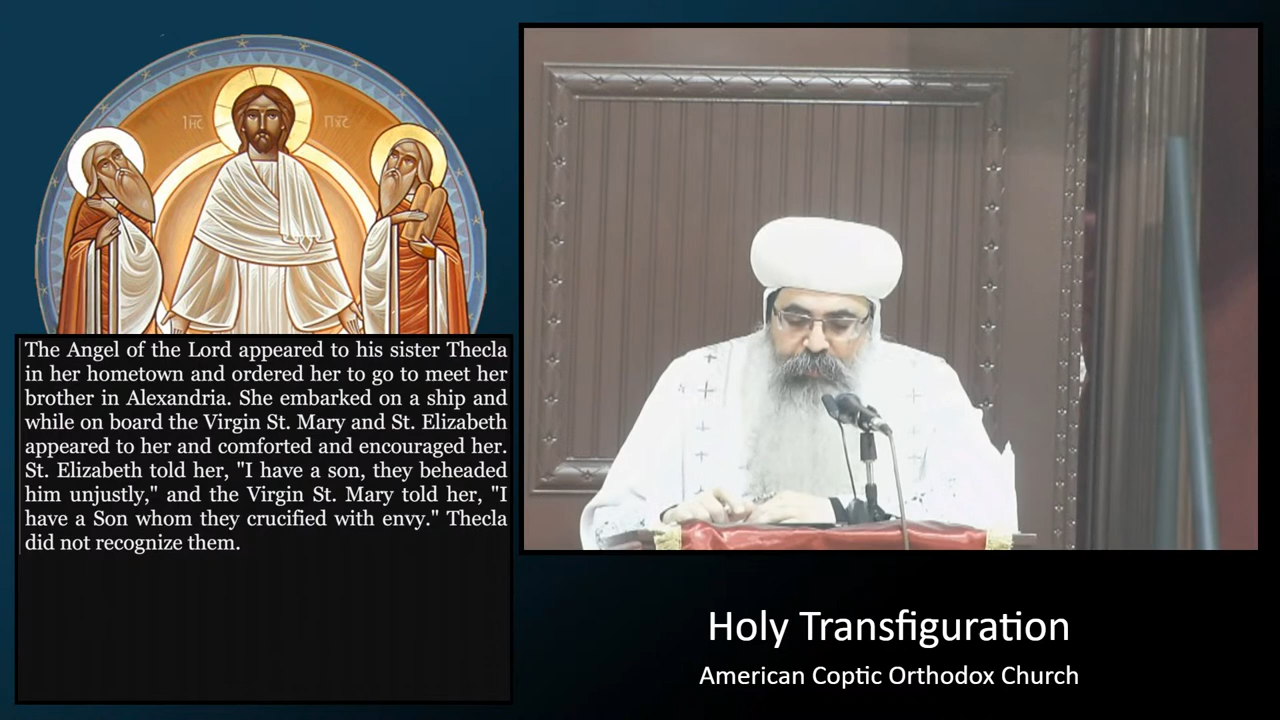 The Angel of the Lord appeared to his sister Thecla
in her hometown and ordered her to go to meet her
brother in Alexandria. She embarked on a ship and
while on board the Virgin St. Mary and St. Elizabeth
appeared to her and comforted and encouraged her.
St. Elizabeth told her, "I have a son, they beheaded
him unjustly," and the Virgin St. Mary told her, "I
have a Son whom they crucified with envy." Thecla
did not recognize them.
Holy Transfiguration
American Coptic Orthodox Church